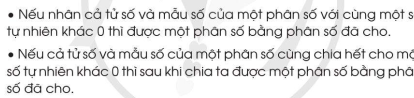 • Nếu nhân cả tử số và mẫu số của một phân số với cùng một s
tự nhiên khác 0 thì được một phân số bằng phân số đã cho.
• Nếu cả tử số và mẫu số của một phân số cùng chia hết cho
số tự nhiên khác 0 thì sau khi chia ta được một phân số bằng phâ
số đã cho.